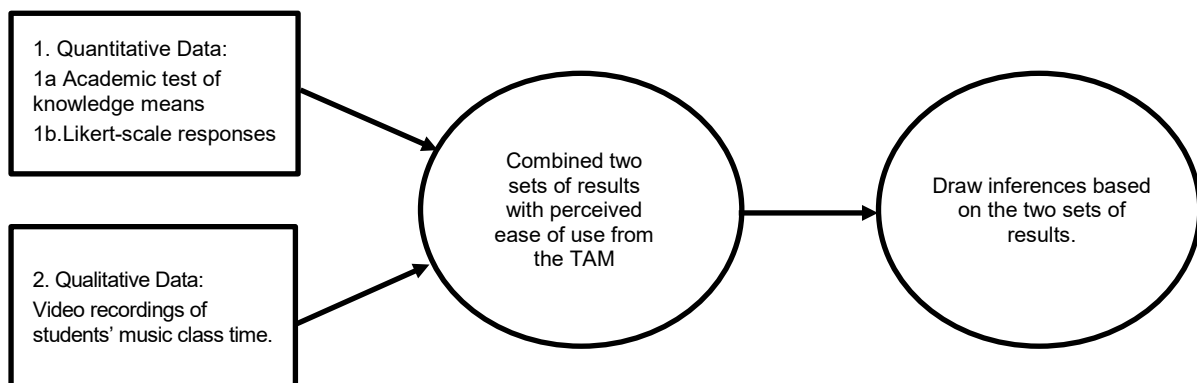 1. Quantitative Data:
1a Academic test of
knowledge means
1b.Likert-scale responses
2. Qualitative Data:
Video recordings of
students’ music class time.
Combined two
sets of results
with perceived
ease of use from
the TAM
Draw inferences based
on the two sets of
results.